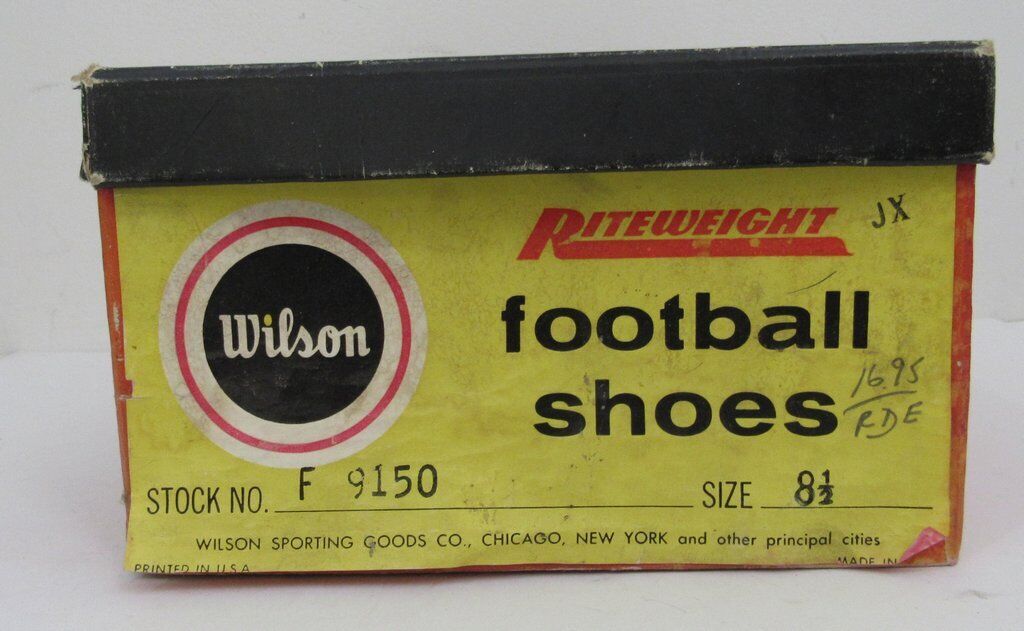 Wilson
RITEWEIGHT JX
football
shoes
16.95
RDE
STOCK NO. F 9150 SIZE 8½
WILSON SPORTING GOODS CO., CHICAGO, NEW YORK and other principal cities
PRINTED IN U.S.A. MADE IN